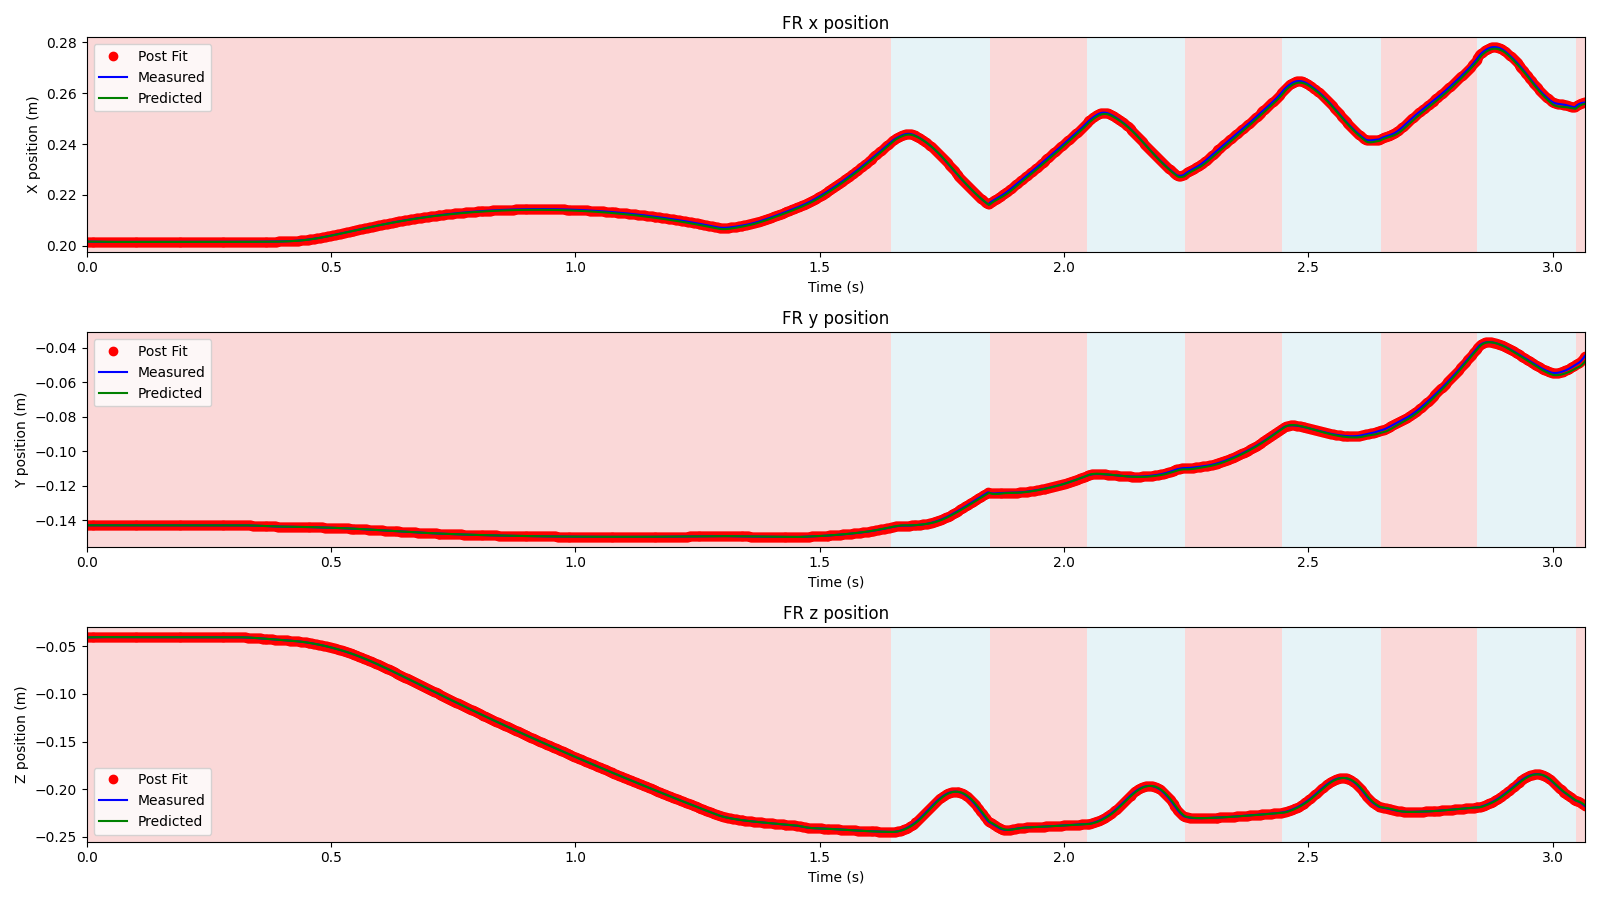 FR x position
Post Fit
Measured
Predicted
X position (m)
0.28
0.26
0.24
0.22
0.20
0.0 0.5 1.0 1.5 2.0 2.5 3.0
Time (s)
FR y position
Post Fit
Measured
Predicted
Y position (m)
−0.04
−0.06
−0.08
−0.10
−0.12
−0.14
0.0 0.5 1.0 1.5 2.0 2.5 3.0
Time (s)
FR z position
Post Fit
Measured
Predicted
Z position (m)
−0.05
−0.10
−0.15
−0.20
−0.25
0.0 0.5 1.0 1.5 2.0 2.5 3.0
Time (s)